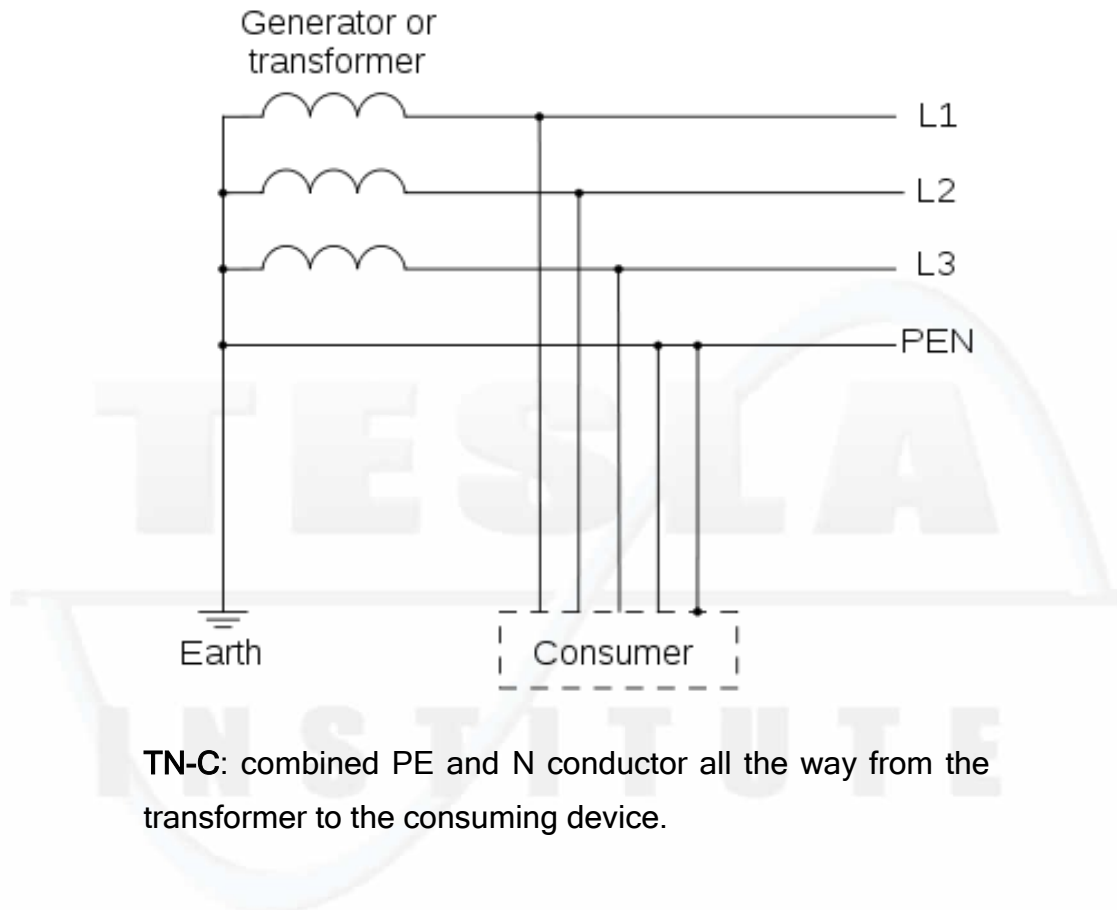 Generator or
transformer
L1
L2
L3
PEN
TESLA
Earth
Consumer
INSTITUTE
TN-C: combined PE and N conductor all the way from the
transformer to the consuming device.